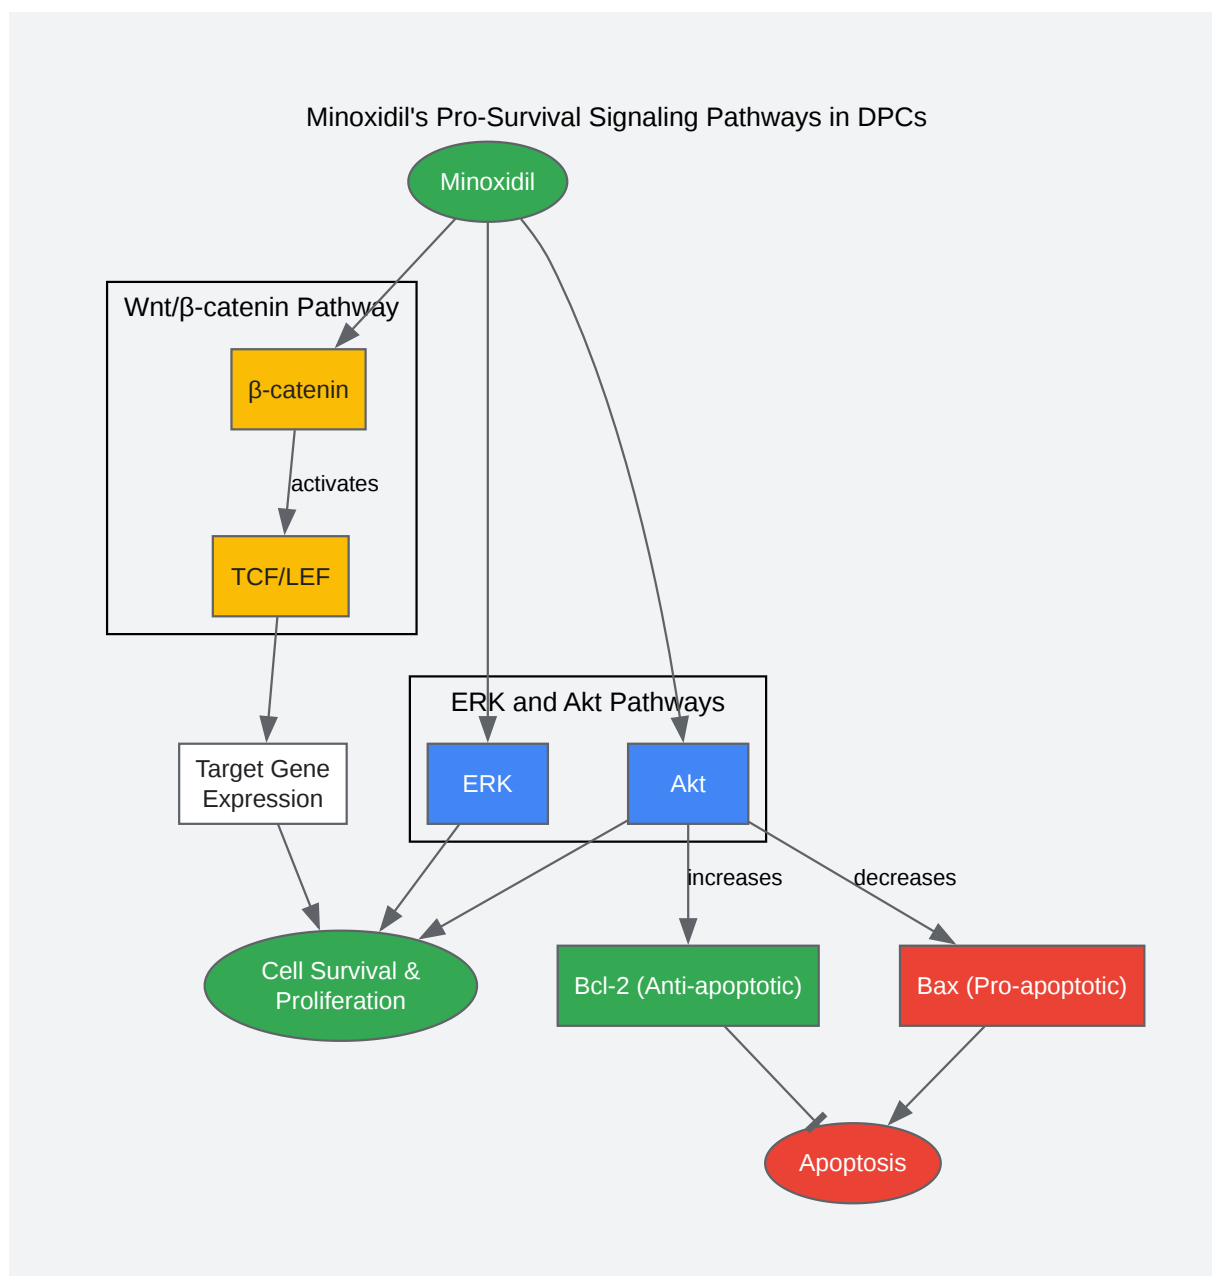 Minoxidil's Pro-Survival Signaling Pathways in DPCs
Minoxidil
Wnt/β-catenin Pathway
β-catenin
activates
TCF/LEF
ERK and Akt Pathways
Target Gene
Expression
ERK
Akt
increases
decreases
Cell Survival &
Proliferation
Bcl-2 (Anti-apoptotic)
Bax (Pro-apoptotic)
Apoptosis